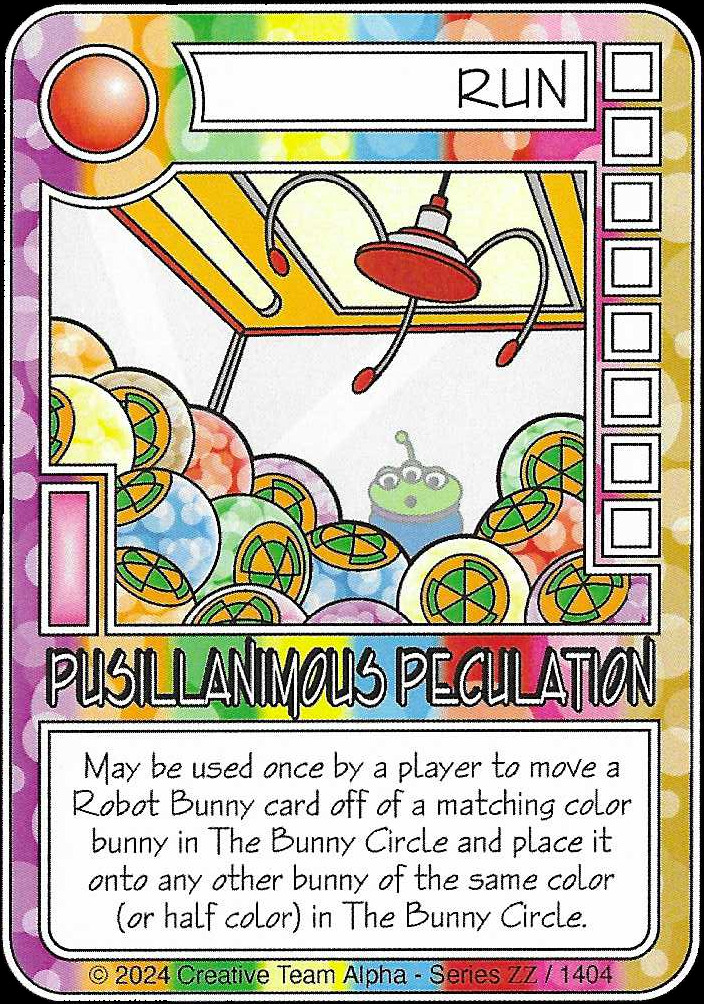 RUN
PUSILLANIMOUS PECULATION
May be used once by a player to move a
Robot Bunny card off of a matching color
bunny in The Bunny Circle and place it
onto any other bunny of the same color
(or half color) in The Bunny Circle.
© 2024 Creative Team Alpha - Series ZZ / 1404